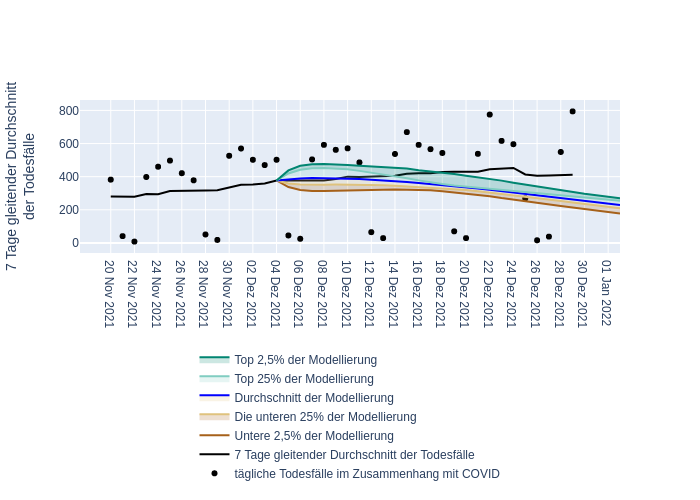 7 Tage gleitender Durchschnitt
der Todesfälle
800
600
400
200
0
20 Nov 2021
22 Nov 2021
24 Nov 2021
26 Nov 2021
28 Nov 2021
30 Nov 2021
02 Dez 2021
04 Dez 2021
06 Dez 2021
08 Dez 2021
10 Dez 2021
12 Dez 2021
14 Dez 2021
16 Dez 2021
18 Dez 2021
20 Dez 2021
22 Dez 2021
24 Dez 2021
26 Dez 2021
28 Dez 2021
30 Dez 2021
01 Jan 2022
Top 2,5% der Modellierung
Top 25% der Modellierung
Durchschnitt der Modellierung
Die unteren 25% der Modellierung
Untere 2,5% der Modellierung
7 Tage gleitender Durchschnitt der Todesfälle
tägliche Todesfälle im Zusammenhang mit COVID